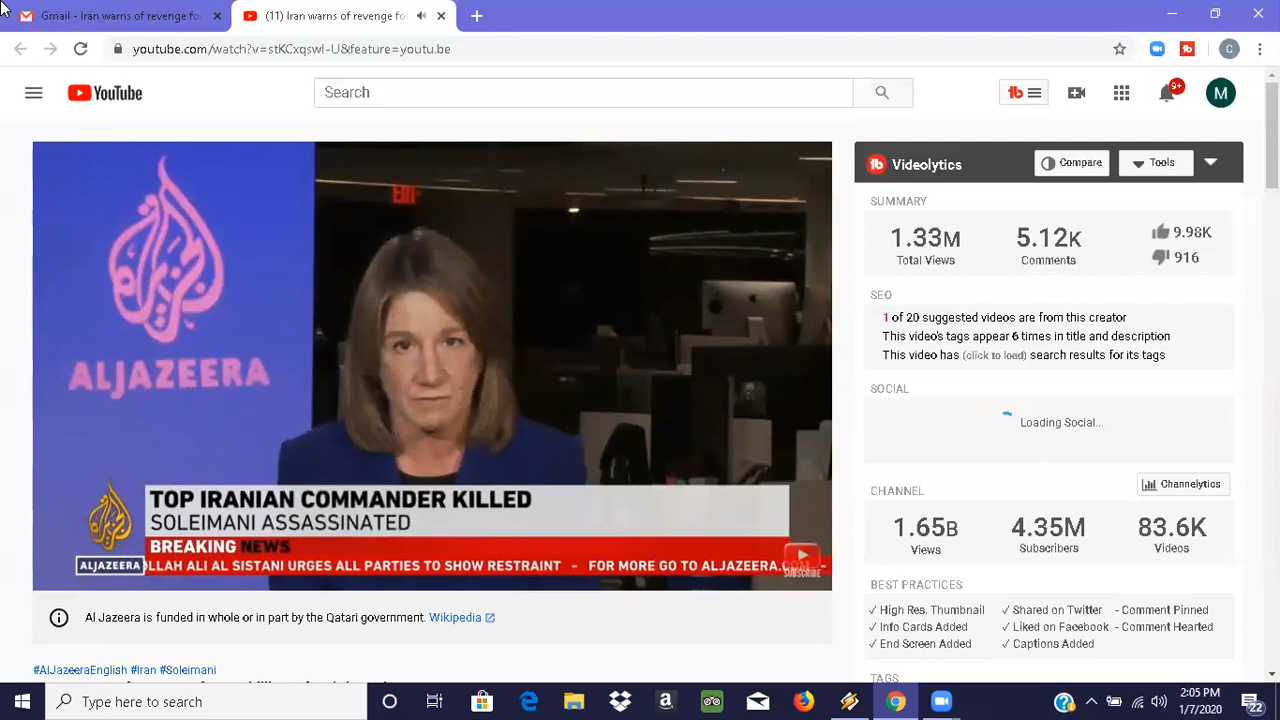 Gmail - Iran warns of revenge fo
(11) Iran warns of revenge fo
youtube.com/watch?v=stKCxqswI-U&feature=youtu.be
C
YouTube
Search
9+
M
EXIT
ALJAZEERA
TOP IRANIAN COMMANDER KILLED
SOLEIMANI ASSASSINATED
BREAKING NEWS
ALJAZEERA
OLLAH ALI AL SISTANI URGES ALL PARTIES TO SHOW RESTRAINT - FOR MORE GO TO ALJAZEERA.COM -
SUBSCRIBE
Al Jazeera is funded in whole or in part by the Qatari government. Wikipedia
#AlJazeeraEnglish #Iran #Soleimani
Videolytics
Compare
Tools
SUMMARY
1.33M
Total Views
5.12K
Comments
9.98K
916
SEO
1 of 20 suggested videos are from this creator
This video's tags appear 6 times in title and description
This video has (click to load) search results for its tags
SOCIAL
Loading Social...
CHANNEL
Channelytics
1.65B
Views
4.35M
Subscribers
83.6K
Videos
BEST PRACTICES
✓ High Res. Thumbnail
✓ Shared on Twitter
- Comment Pinned
✓ Info Cards Added
✓ Liked on Facebook
- Comment Hearted
✓ End Screen Added
✓ Captions Added
TAGS
Type here to search
2:05 PM
1/7/2020
22